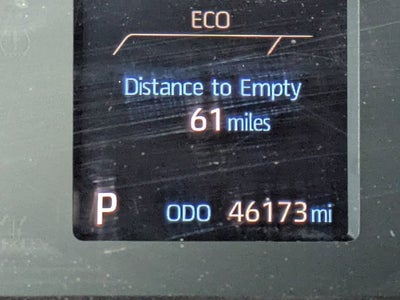 ECO
Distance to Empty
61 miles
P ODO 46173 mi